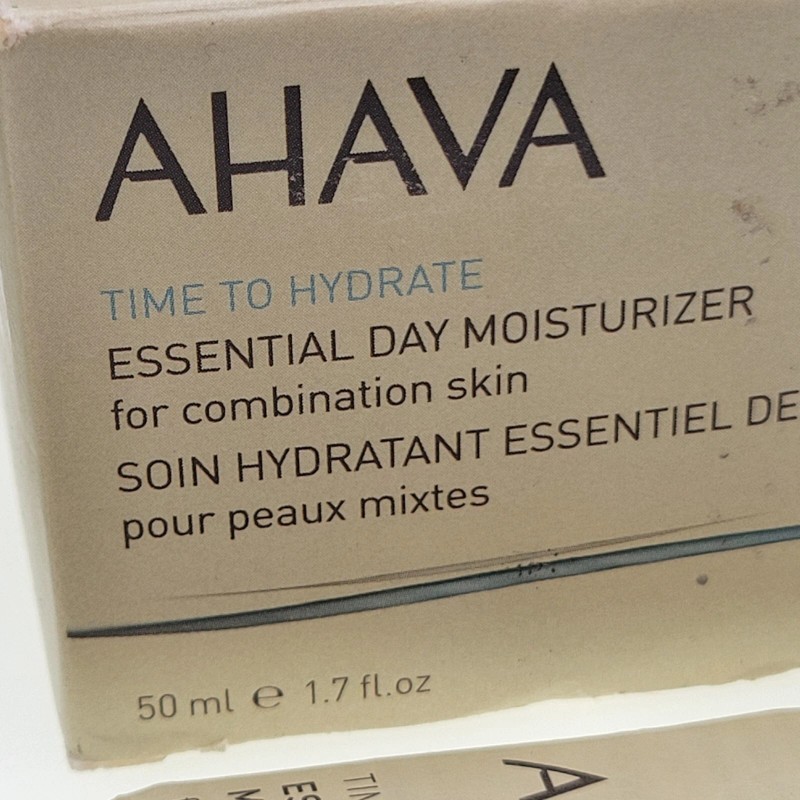 AHAVA
TIME TO HYDRATE
ESSENTIAL DAY MOISTURIZER
for combination skin
SOIN HYDRATANT ESSENTIEL DE
pour peaux mixtes
50 ml ℮ 1.7 fl.oz